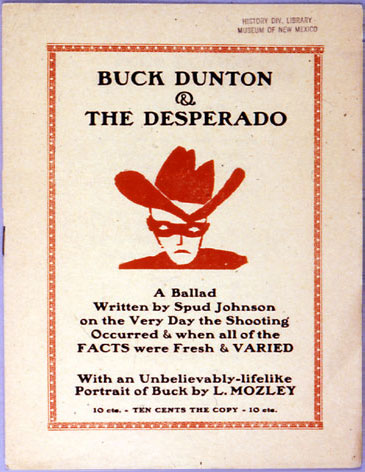 HISTORY DIV. LIBRARY
MUSEUM OF NEW MEXICO
BUCK DUNTON
&
THE DESPERADO
A Ballad
Written by Spud Johnson
on the Very Day the Shooting
Occurred & when all of the
FACTS were Fresh & VARIED
With an Unbelievably-lifelike
Portrait of Buck by L. MOZLEY
10 cts. - TEN CENTS THE COPY - 10 cts.